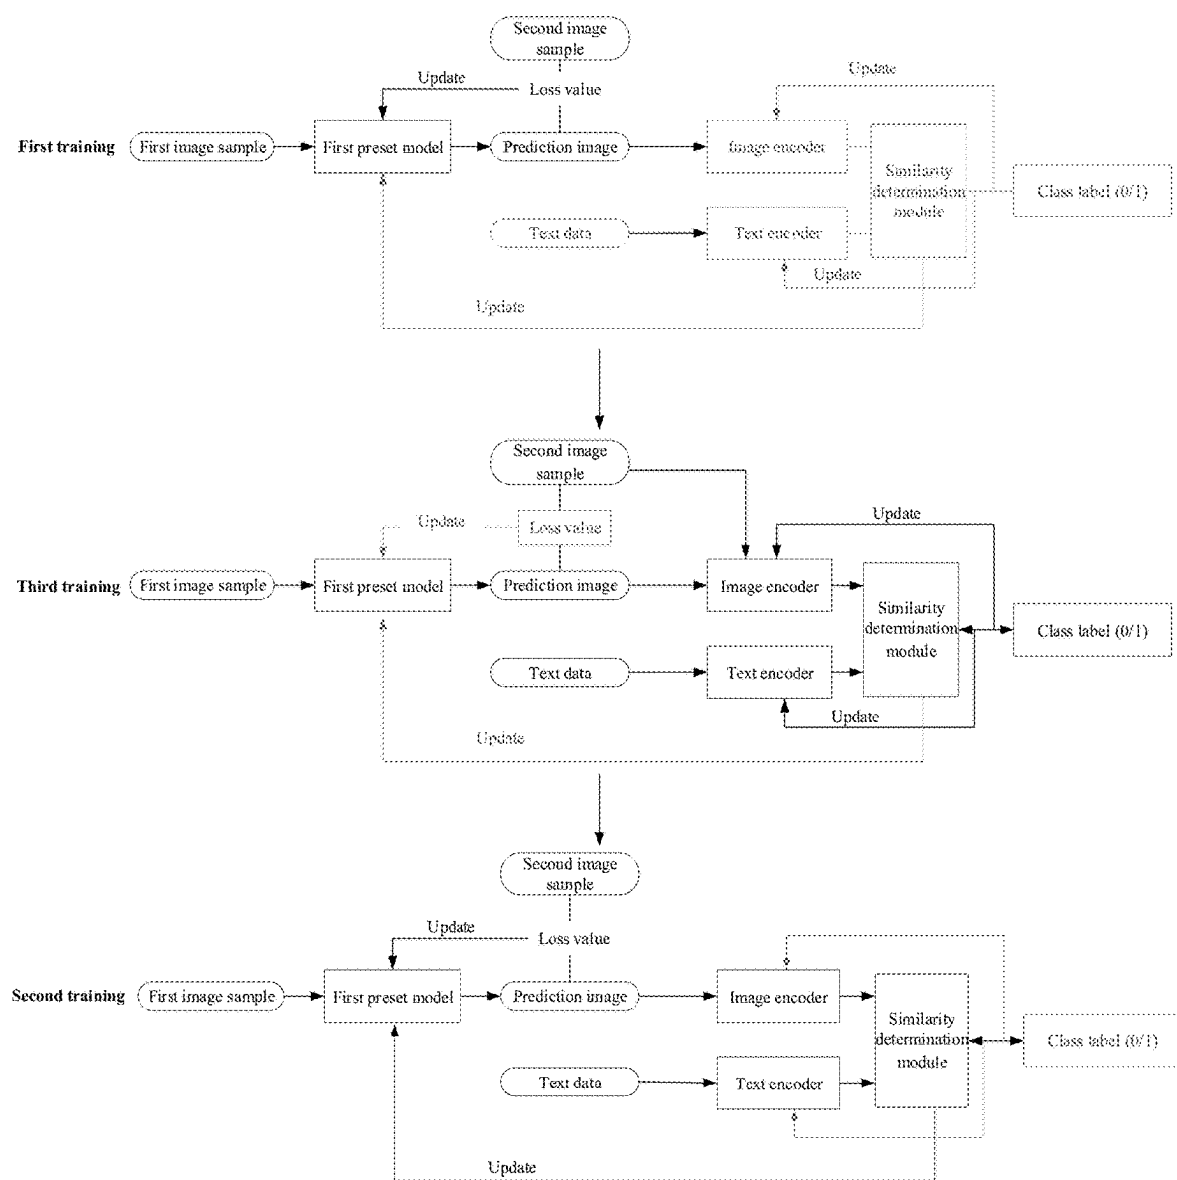 Second image
sample
Update
Loss value
Update
First training
First image sample
First preset model
Prediction image
Image encoder
Similarity
determination
module
Class label (0/1)
Text data
Text encoder
Update
Update
Second image
sample
Update
Loss value
Update
Third training
First image sample
First preset model
Prediction image
Image encoder
Similarity
determination
module
Class label (0/1)
Text data
Text encoder
Update
Update
Second image
sample
Update
Loss value
Second training
First image sample
First preset model
Prediction image
Image encoder
Similarity
determination
module
Class label (0/1)
Text data
Text encoder
Update